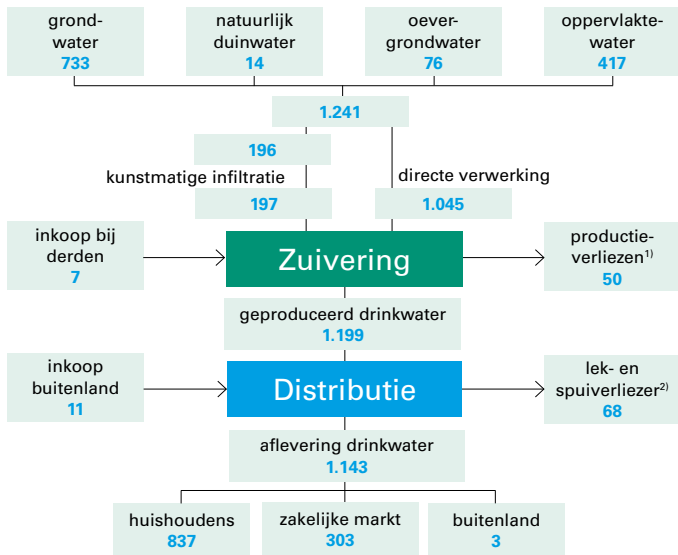 grond-
water
733
natuurlijk
duinwater
14
oever-
grondwater
76
oppervlakte-
water
417
1.241
196
kunstmatige infiltratie
197
directe verwerking
1.045
inkoop bij
derden
7
Zuivering
productie-
verliezen1)
50
geproduceerd drinkwater
1.199
inkoop
buitenland
11
Distributie
lek- en
spuiverliezer2)
68
aflevering drinkwater
1.143
huishoudens
837
zakelijke markt
303
buitenland
3